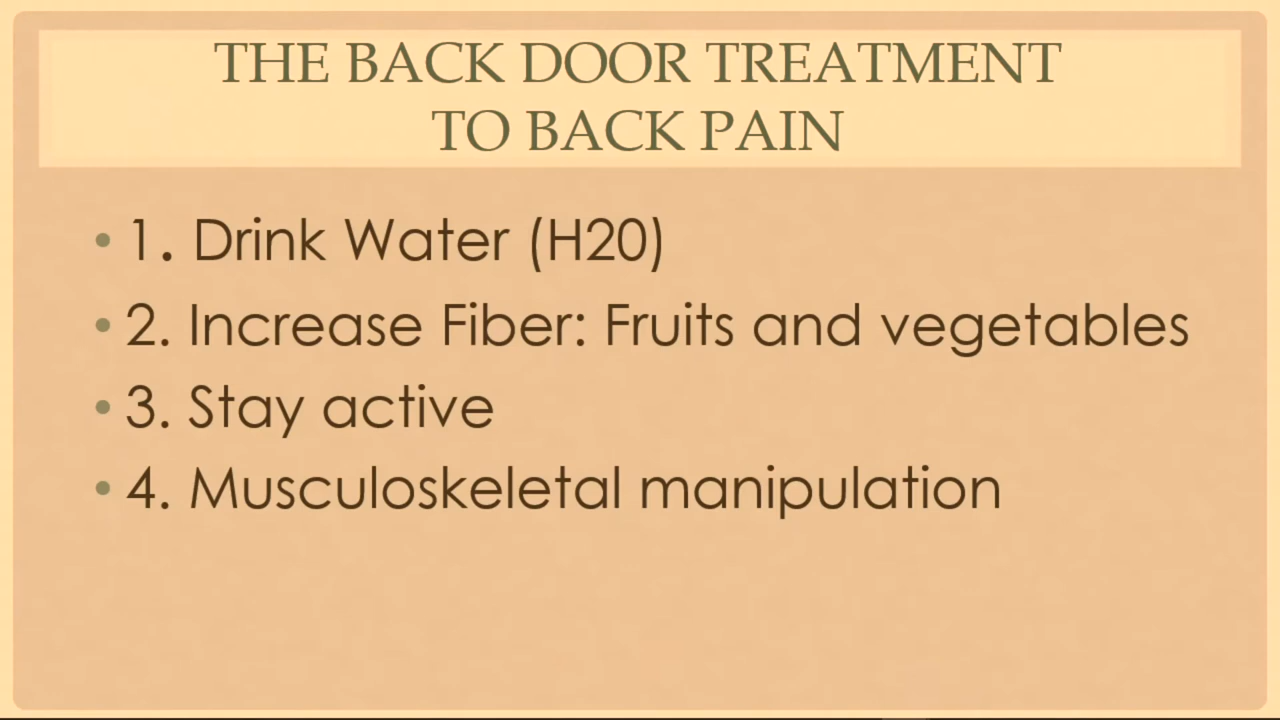 THE BACK DOOR TREATMENT
TO BACK PAIN
• 1. Drink Water (H20)
• 2. Increase Fiber: Fruits and vegetables
• 3. Stay active
• 4. Musculoskeletal manipulation